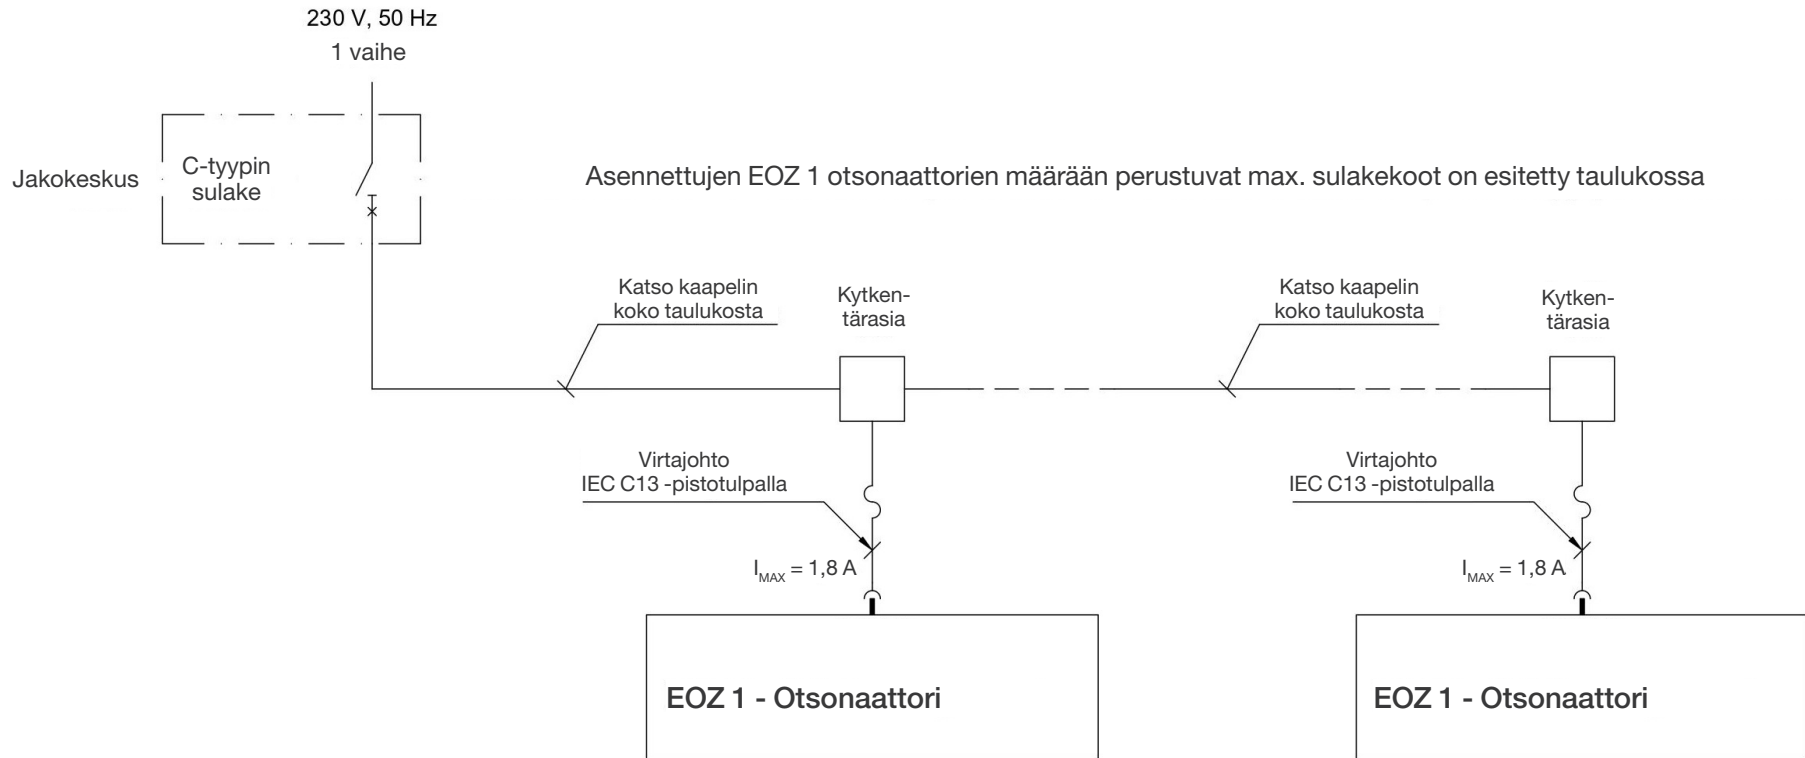 230 V, 50 Hz
1 vaihe
Jakokeskus
C-tyypin
sulake
Asennettujen EOZ 1 otsonaattorien määrään perustuvat max. sulakekoot on esitetty taulukossa
Katso kaapelin
koko taulukosta
Kytken-
tärasia
Katso kaapelin
koko taulukosta
Kytken-
tärasia
Virtajohto
IEC C13 -pistotulpalla
Virtajohto
IEC C13 -pistotulpalla
IMAX = 1,8 A
IMAX = 1,8 A
EOZ 1 - Otsonaattori
EOZ 1 - Otsonaattori